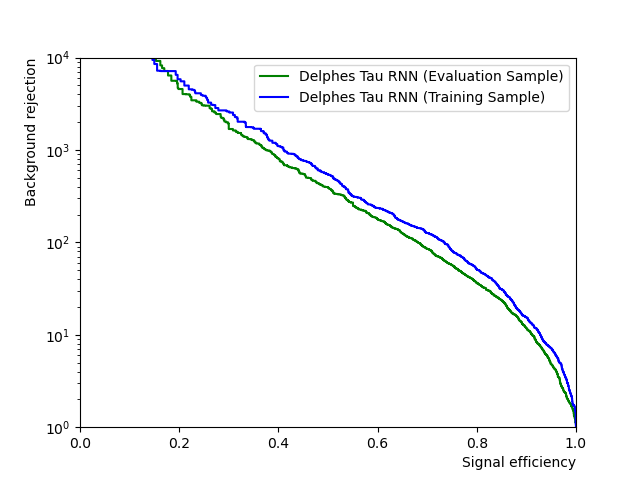 Delphes Tau RNN (Evaluation Sample)
Delphes Tau RNN (Training Sample)
Background rejection
10⁴
10³
10²
10¹
10⁰
0.0 0.2 0.4 0.6 0.8 1.0
Signal efficiency